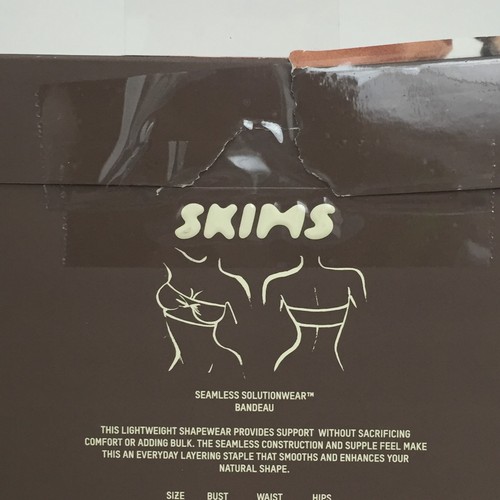 SKIMS
SEAMLESS SOLUTIONWEAR™
BANDEAU
THIS LIGHTWEIGHT SHAPEWEAR PROVIDES SUPPORT WITHOUT SACRIFICING
COMFORT OR ADDING BULK. THE SEAMLESS CONSTRUCTION AND SUPPLE FEEL MAKE
THIS AN EVERYDAY LAYERING STAPLE THAT SMOOTHS AND ENHANCES YOUR
NATURAL SHAPE.
SIZE BUST WAIST HIPS